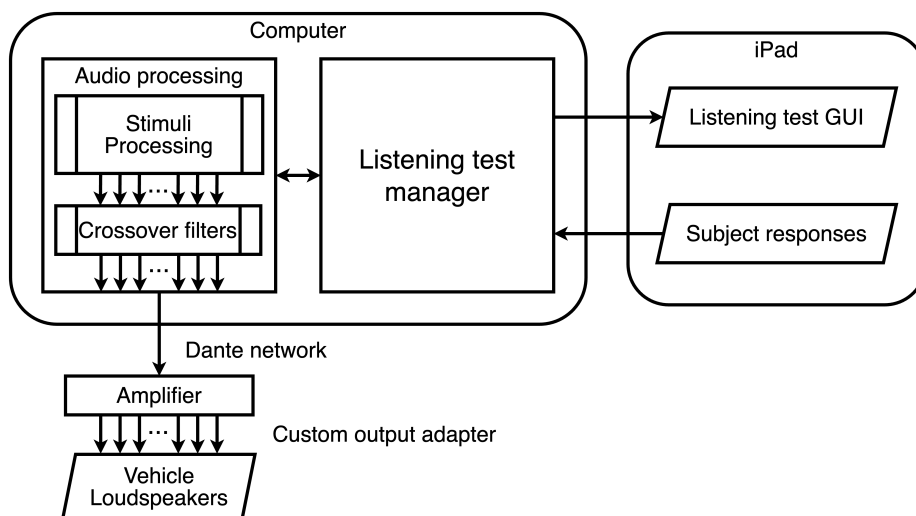 Computer
Audio processing
Stimuli
Processing
...
Crossover filters
...
Listening test
manager
iPad
Listening test GUI
Subject responses
Dante network
Amplifier
...
Custom output adapter
Vehicle
Loudspeakers